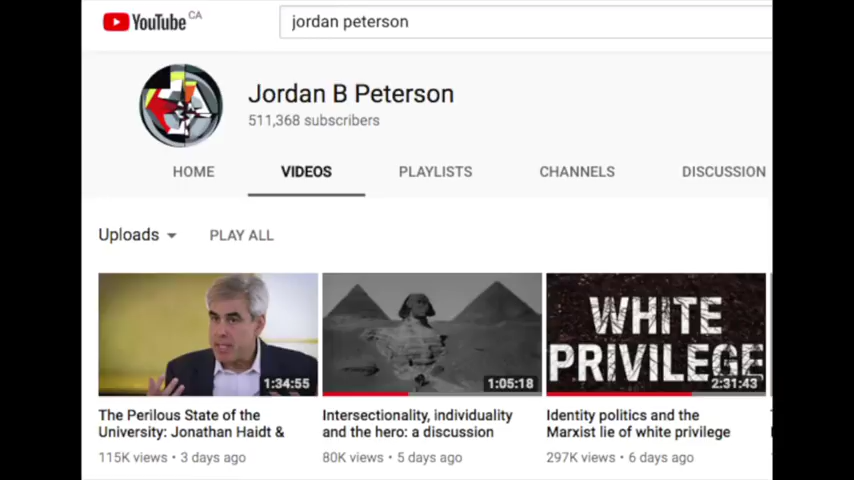 YouTube CA
jordan peterson
Jordan B Peterson
511,368 subscribers
HOME VIDEOS PLAYLISTS CHANNELS DISCUSSION
Uploads PLAY ALL
WHITE
PRIVILEGE
1:34:55 1:05:18 2:31:43
The Perilous State of the Intersectionality, individuality Identity politics and the
University: Jonathan Haidt & and the hero: a discussion Marxist lie of white privilege
115K views • 3 days ago 80K views • 5 days ago 297K views • 6 days ago